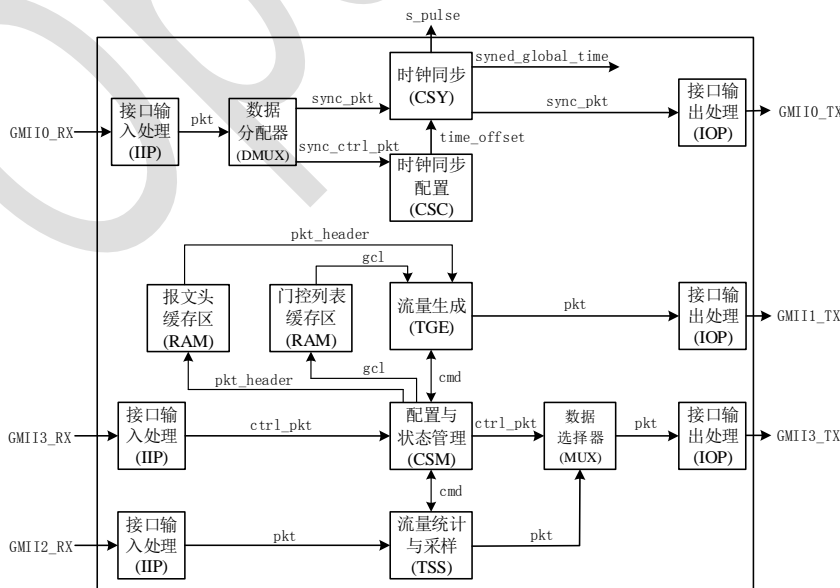 s_pulse
syned_global_time
时钟同步
(CSY)
接口输
入处理
(IIP)
数据
分配器
(DMUX)
接口输
出处理
(IOP)
GMII0_RX
pkt
sync_pkt
sync_pkt
GMII0_TX
sync_ctrl_pkt
time_offset
时钟同步
配置
(CSC)
pkt_header
gcl
报文头
缓存区
(RAM)
门控列表
缓存区
(RAM)
流量生成
(TGE)
pkt
接口输
出处理
(IOP)
GMII1_TX
pkt_header
gcl
cmd
GMII3_RX
接口输
入处理
(IIP)
ctrl_pkt
配置与
状态管理
(CSM)
ctrl_pkt
数据
选择器
(MUX)
pkt
接口输
出处理
(IOP)
GMII3_TX
cmd
GMII2_RX
接口输
入处理
(IIP)
pkt
流量统计
与采样
(TSS)
pkt